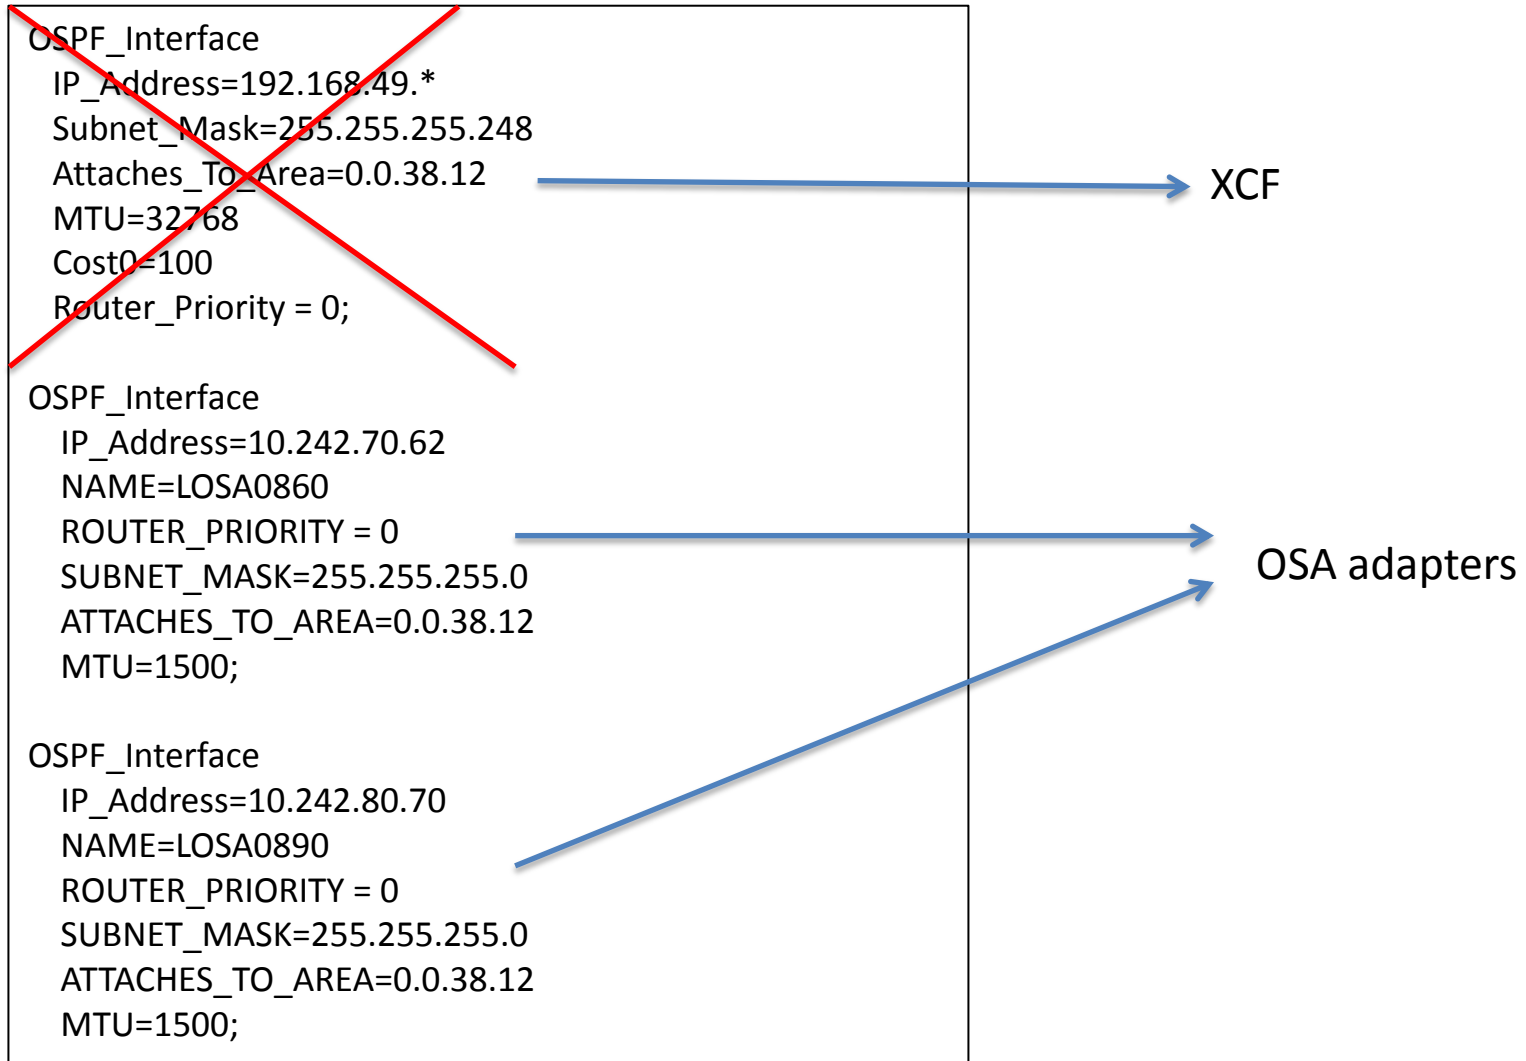 OSPF_Interface
IP_Address=192.168.49.*
Subnet_Mask=255.255.255.248
Attaches_To_Area=0.0.38.12
MTU=32768
Cost0=100
Router_Priority = 0;
XCF
OSPF_Interface
IP_Address=10.242.70.62
NAME=LOSA0860
ROUTER_PRIORITY = 0
SUBNET_MASK=255.255.255.0
ATTACHES_TO_AREA=0.0.38.12
MTU=1500;
OSA adapters
OSPF_Interface
IP_Address=10.242.80.70
NAME=LOSA0890
ROUTER_PRIORITY = 0
SUBNET_MASK=255.255.255.0
ATTACHES_TO_AREA=0.0.38.12
MTU=1500;